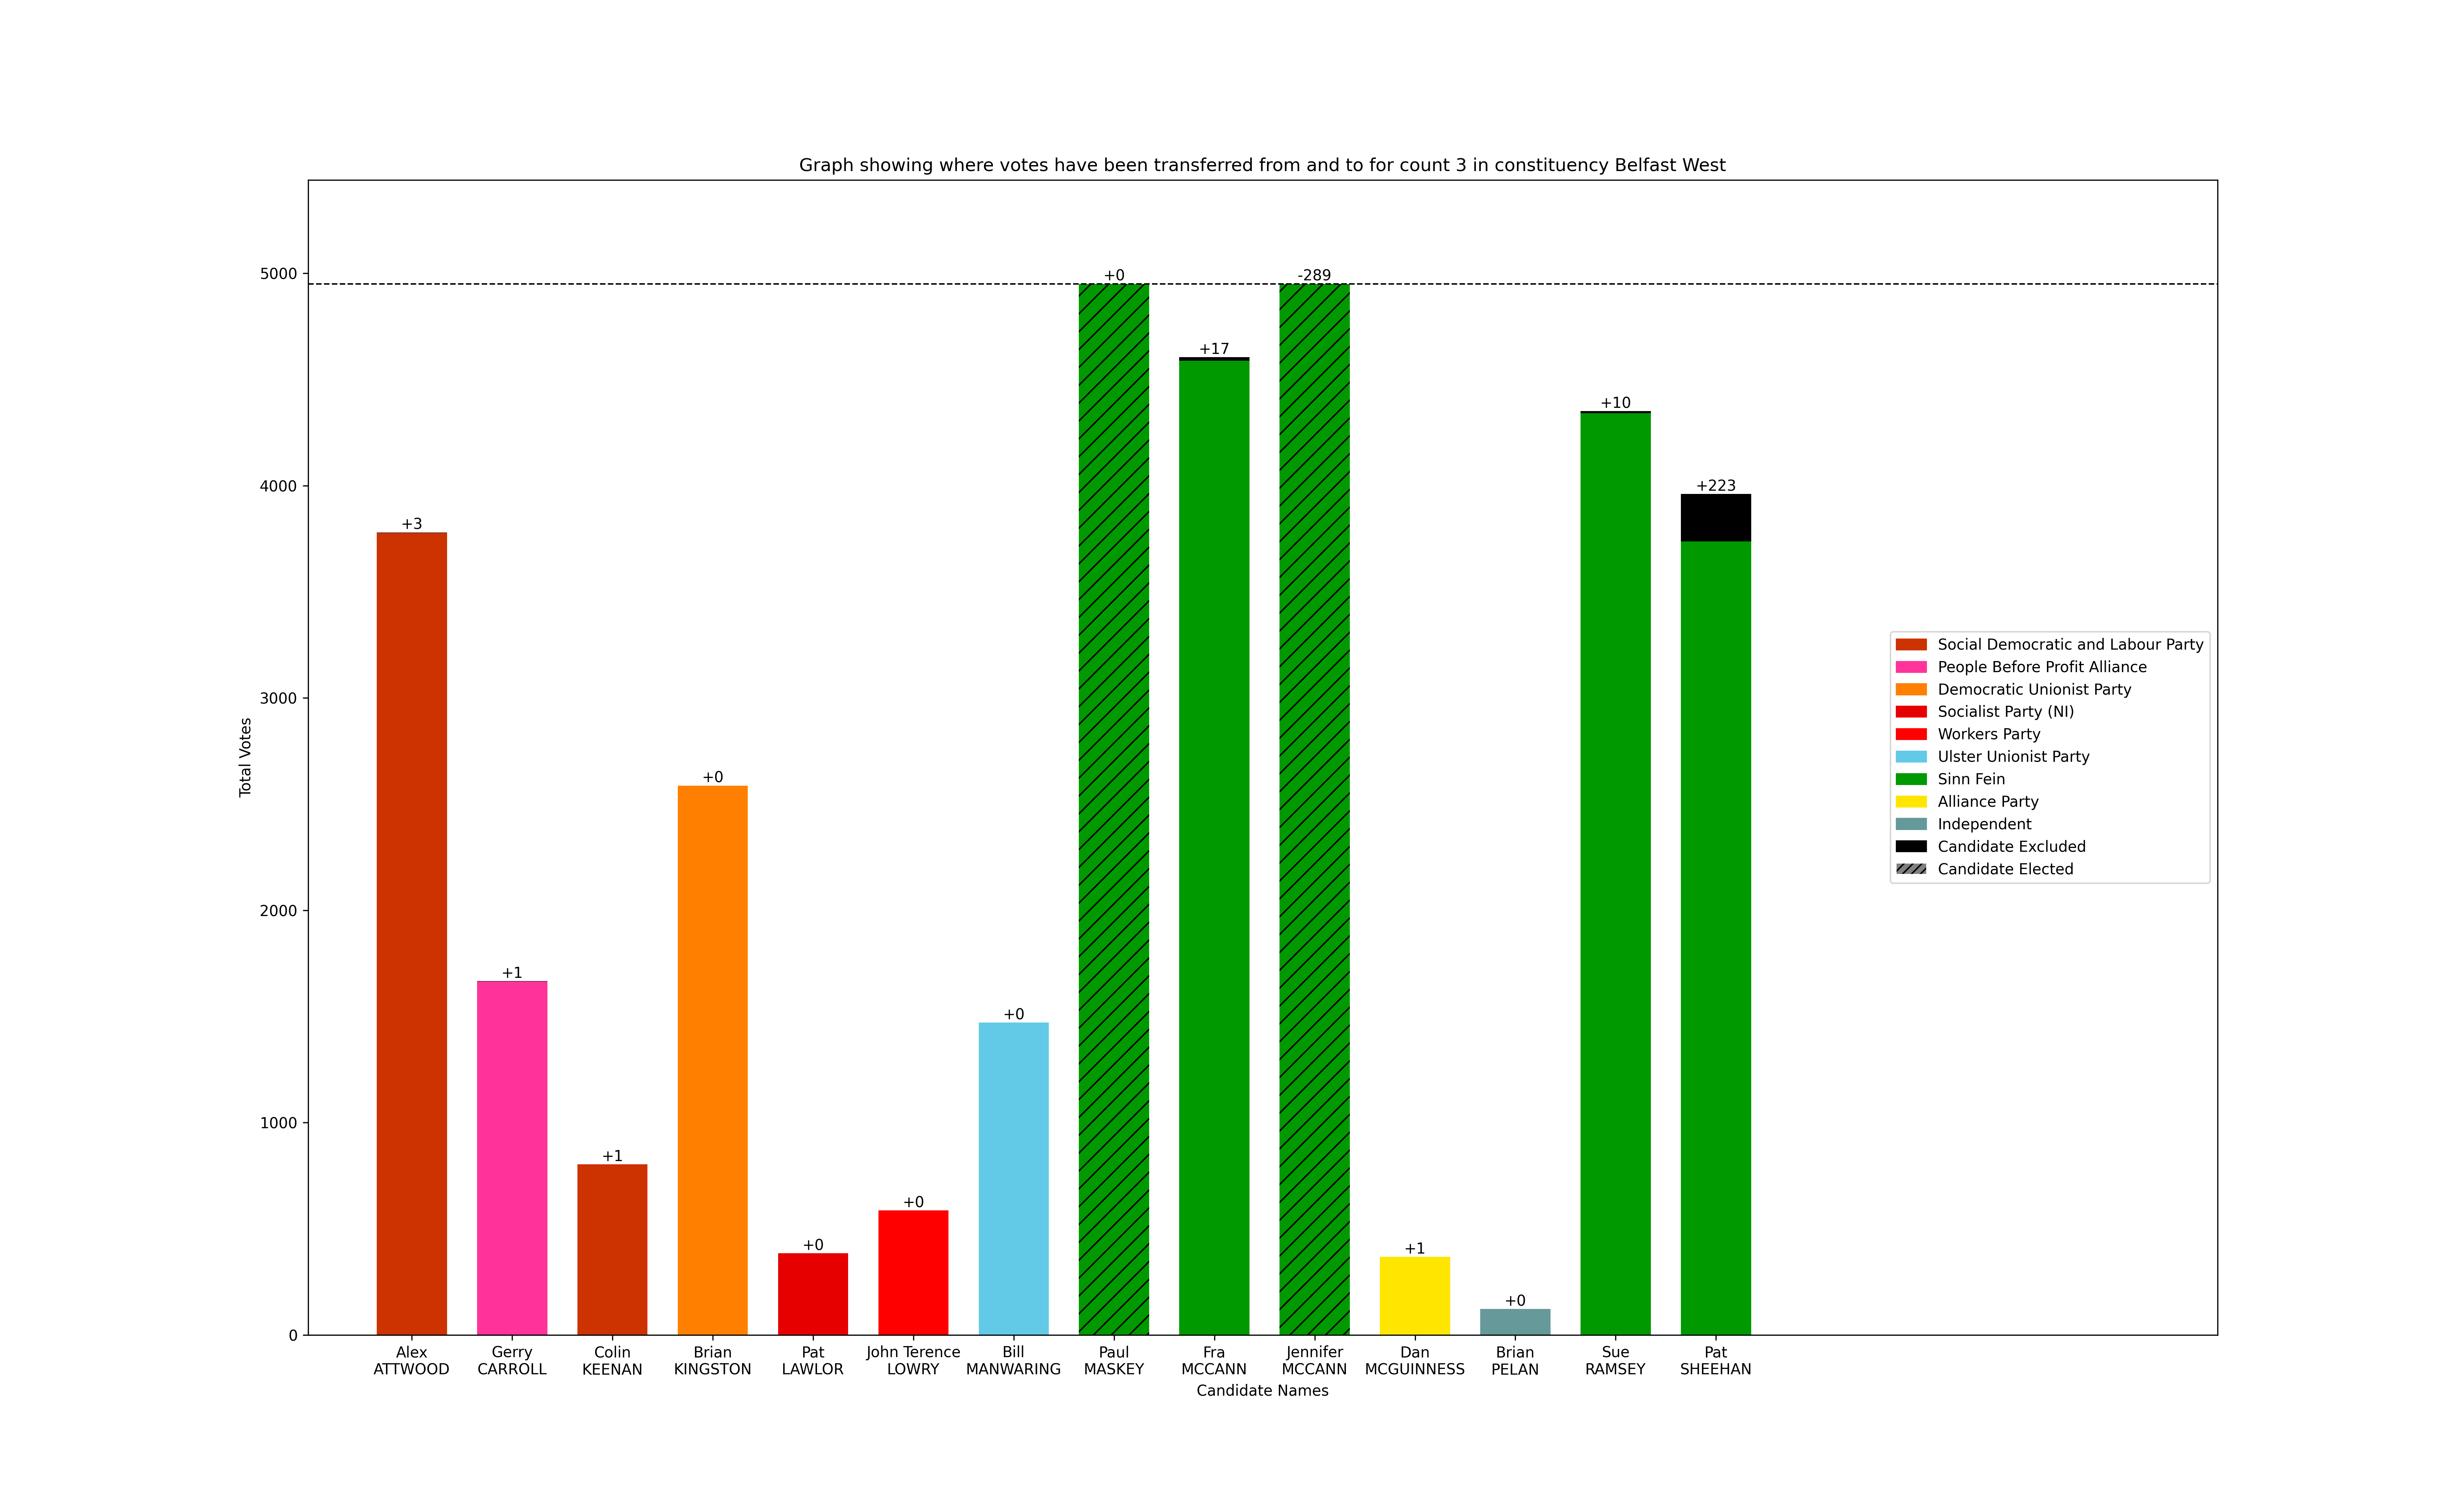 Graph showing where votes have been transferred from and to for count 3 in constituency Belfast West
Total Votes
5000
4000
3000
2000
1000
0
+3
+1
+1
+0
+0
+0
+0
+0
+17
-289
+1
+0
+10
+223
Alex
ATTWOOD
Gerry
CARROLL
Colin
KEENAN
Brian
KINGSTON
Pat
LAWLOR
John Terence
LOWRY
Bill
MANWARING
Paul
MASKEY
Fra
MCCANN
Jennifer
MCCANN
Dan
MCGUINNESS
Brian
PELAN
Sue
RAMSEY
Pat
SHEEHAN
Candidate Names
Social Democratic and Labour Party
People Before Profit Alliance
Democratic Unionist Party
Socialist Party (NI)
Workers Party
Ulster Unionist Party
Sinn Fein
Alliance Party
Independent
Candidate Excluded
Candidate Elected